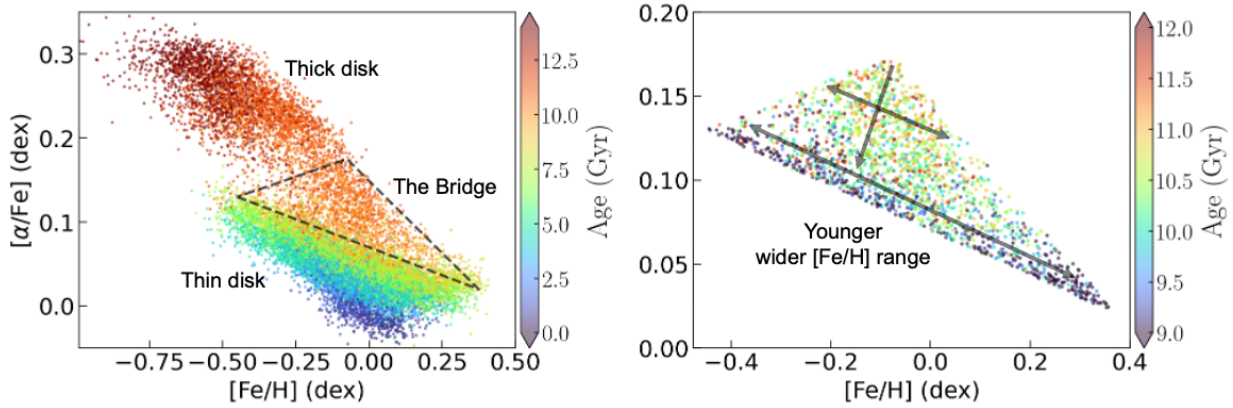 0.3
0.2
0.1
0.0
[α/Fe] (dex)
Thick disk
The Bridge
Thin disk
−0.75 −0.50 −0.25 0.00 0.25 0.50
[Fe/H] (dex)
12.5
10.0
7.5
5.0
2.5
0.0
Age (Gyr)
0.20
0.15
0.10
0.05
0.00
Younger
wider [Fe/H] range
−0.4 −0.2 0.0 0.2 0.4
[Fe/H] (dex)
12.0
11.5
11.0
10.5
10.0
9.5
9.0
Age (Gyr)